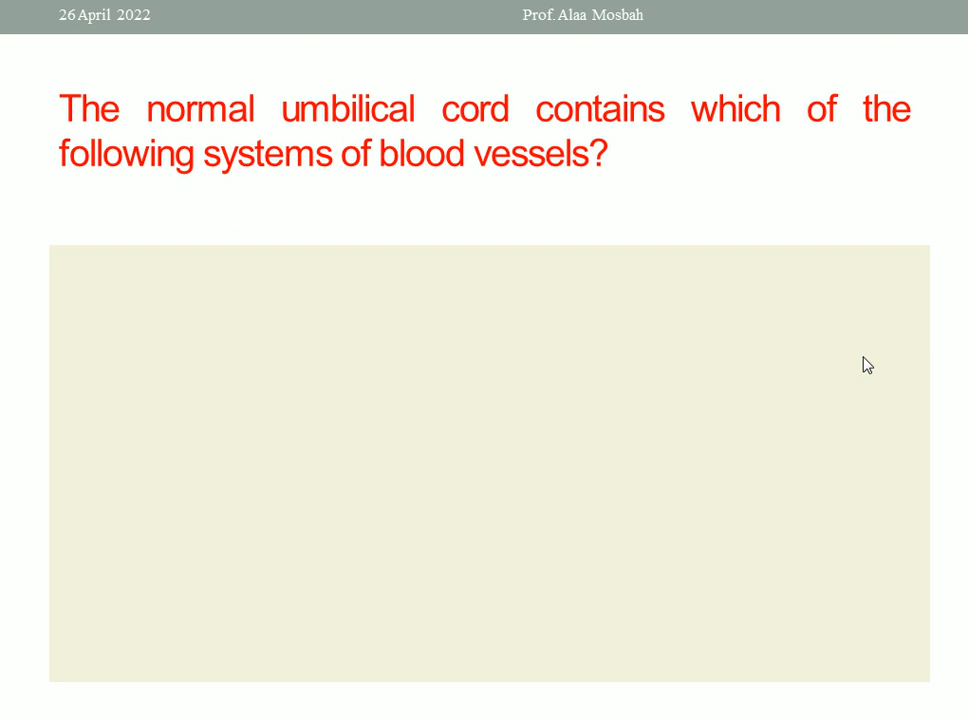 26 April 2022 Prof. Alaa Mosbah
The normal umbilical cord contains which of the
following systems of blood vessels?